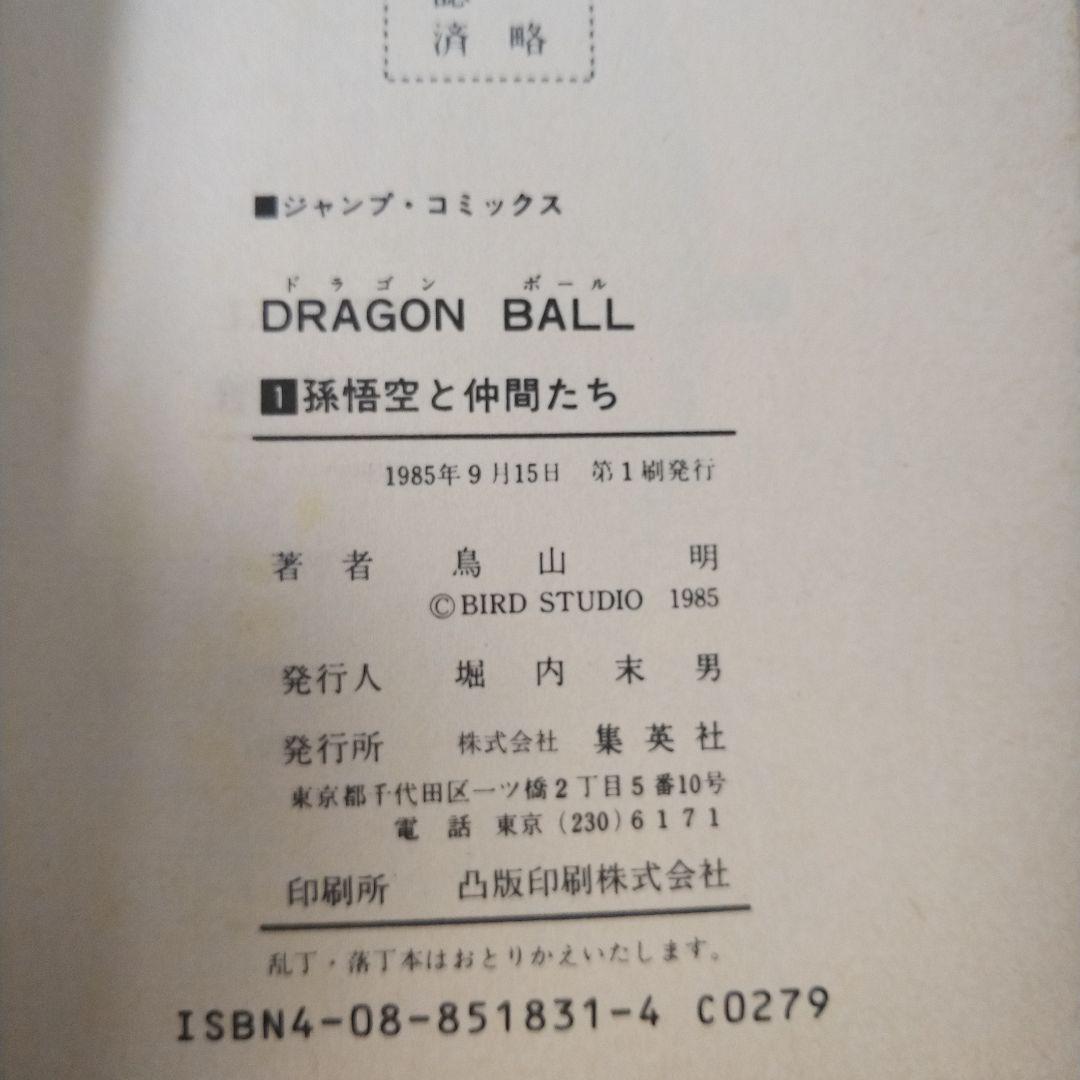 済 略
■ジャンプ・コミックス
ドラゴン ボール
DRAGON BALL
1 孫悟空と仲間たち
1985年9月15日 第1刷発行
著 者 鳥 山 明
©BIRD STUDIO 1985
発行人 堀 内 末 男
発行所 株式会社 集 英 社
東京都千代田区一ツ橋2丁目5番10号
電 話 東京 (230)6171
印刷所 凸版印刷株式会社
乱丁・落丁本はおとりかえいたします。
ISBN4-08-851831-4 C0279